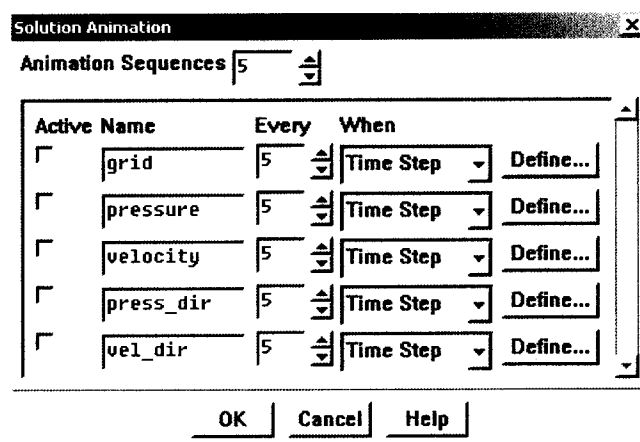 Solution Animation
Animation Sequences 5
Active Name Every When
grid 5 Time Step Define...
pressure 5 Time Step Define...
velocity 5 Time Step Define...
press_dir 5 Time Step Define...
vel_dir 5 Time Step Define...
OK Cancel Help